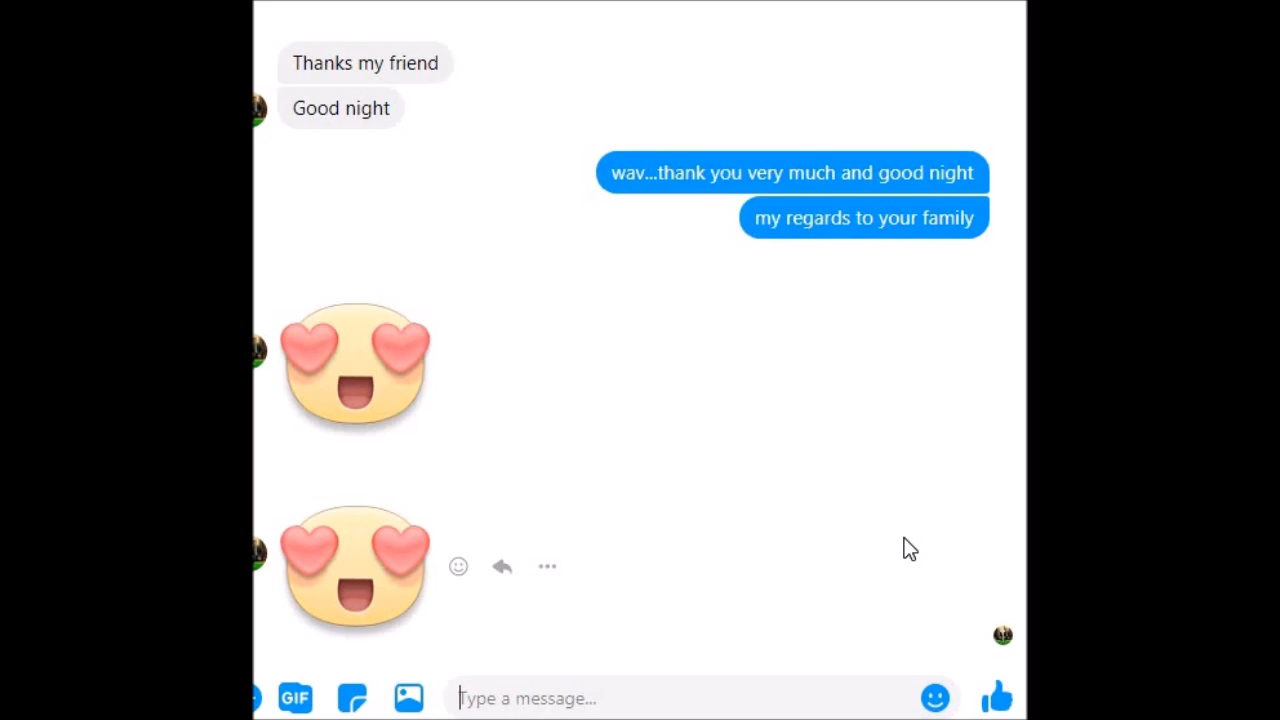 Thanks my friend
Good night
wav...thank you very much and good night
my regards to your family
GIF
Type a message...